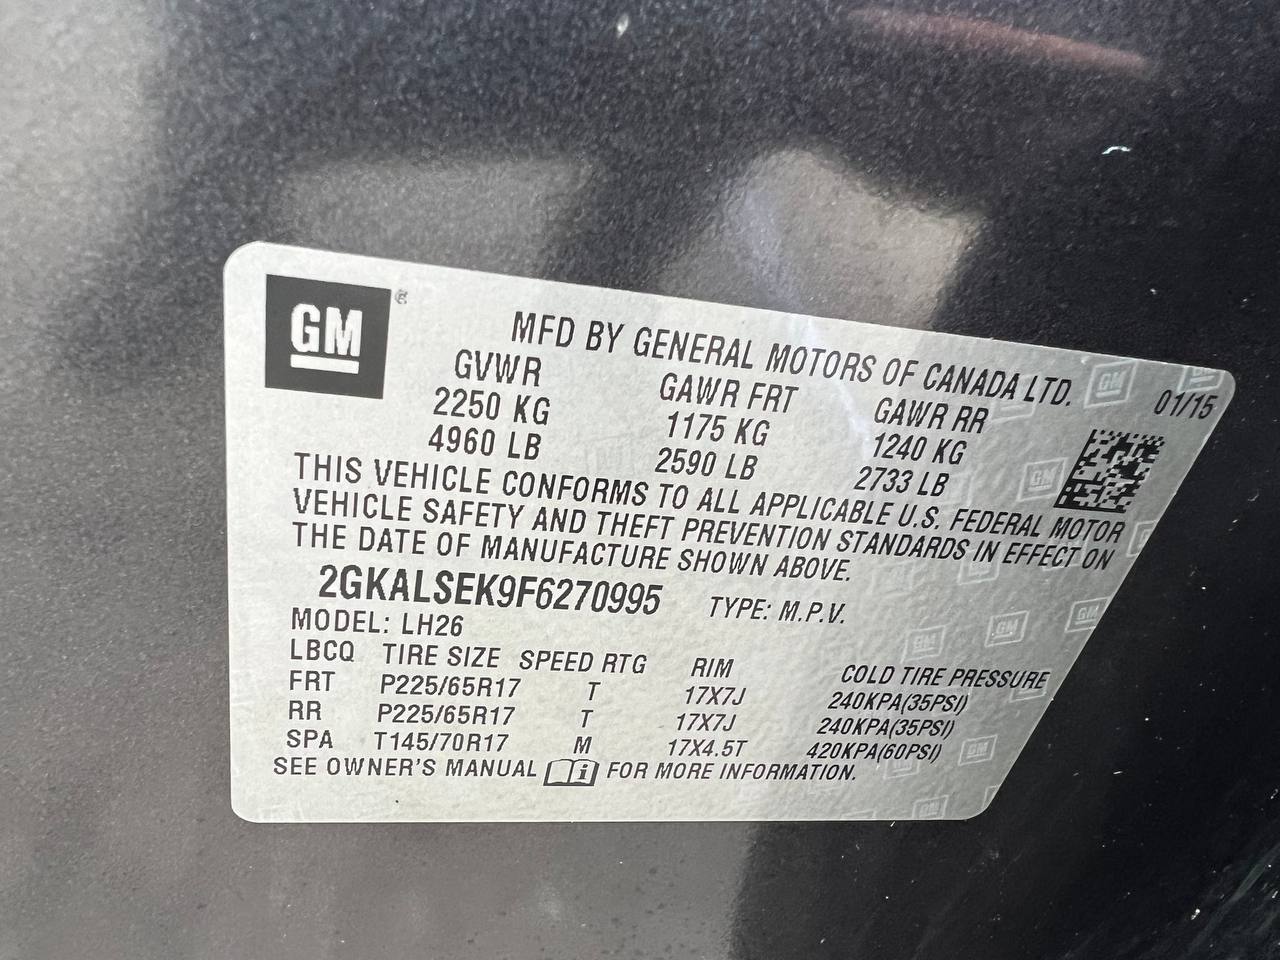 GM®
MFD BY GENERAL MOTORS OF CANADA LTD.
01/15
GVWR GAWR FRT GAWR RR
2250 KG 1175 KG 1240 KG
4960 LB 2590 LB 2733 LB
THIS VEHICLE CONFORMS TO ALL APPLICABLE U.S. FEDERAL MOTOR
VEHICLE SAFETY AND THEFT PREVENTION STANDARDS IN EFFECT ON
THE DATE OF MANUFACTURE SHOWN ABOVE.
2GKALSEK9F6270995 TYPE: M.P.V.
MODEL: LH26
LBCQ TIRE SIZE SPEED RTG RIM COLD TIRE PRESSURE
FRT P225/65R17 T 17X7J 240KPA(35PSI)
RR P225/65R17 T 17X7J 240KPA(35PSI)
SPA T145/70R17 M 17X4.5T 420KPA(60PSI)
SEE OWNER'S MANUAL i FOR MORE INFORMATION.